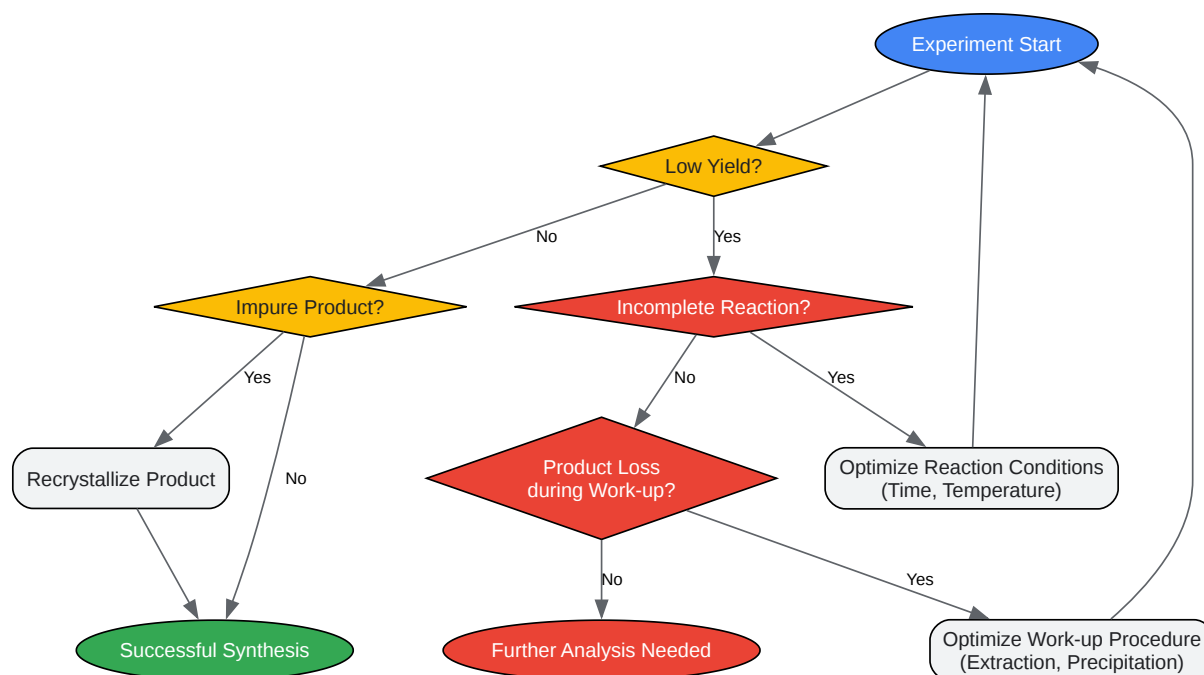 Experiment Start
Low Yield?
No
Yes
Impure Product?
Incomplete Reaction?
Yes
No
Yes
Recrystallize Product
No
Product Loss
during Work-up?
Optimize Reaction Conditions
(Time, Temperature)
No
Yes
Successful Synthesis
Further Analysis Needed
Optimize Work-up Procedure
(Extraction, Precipitation)